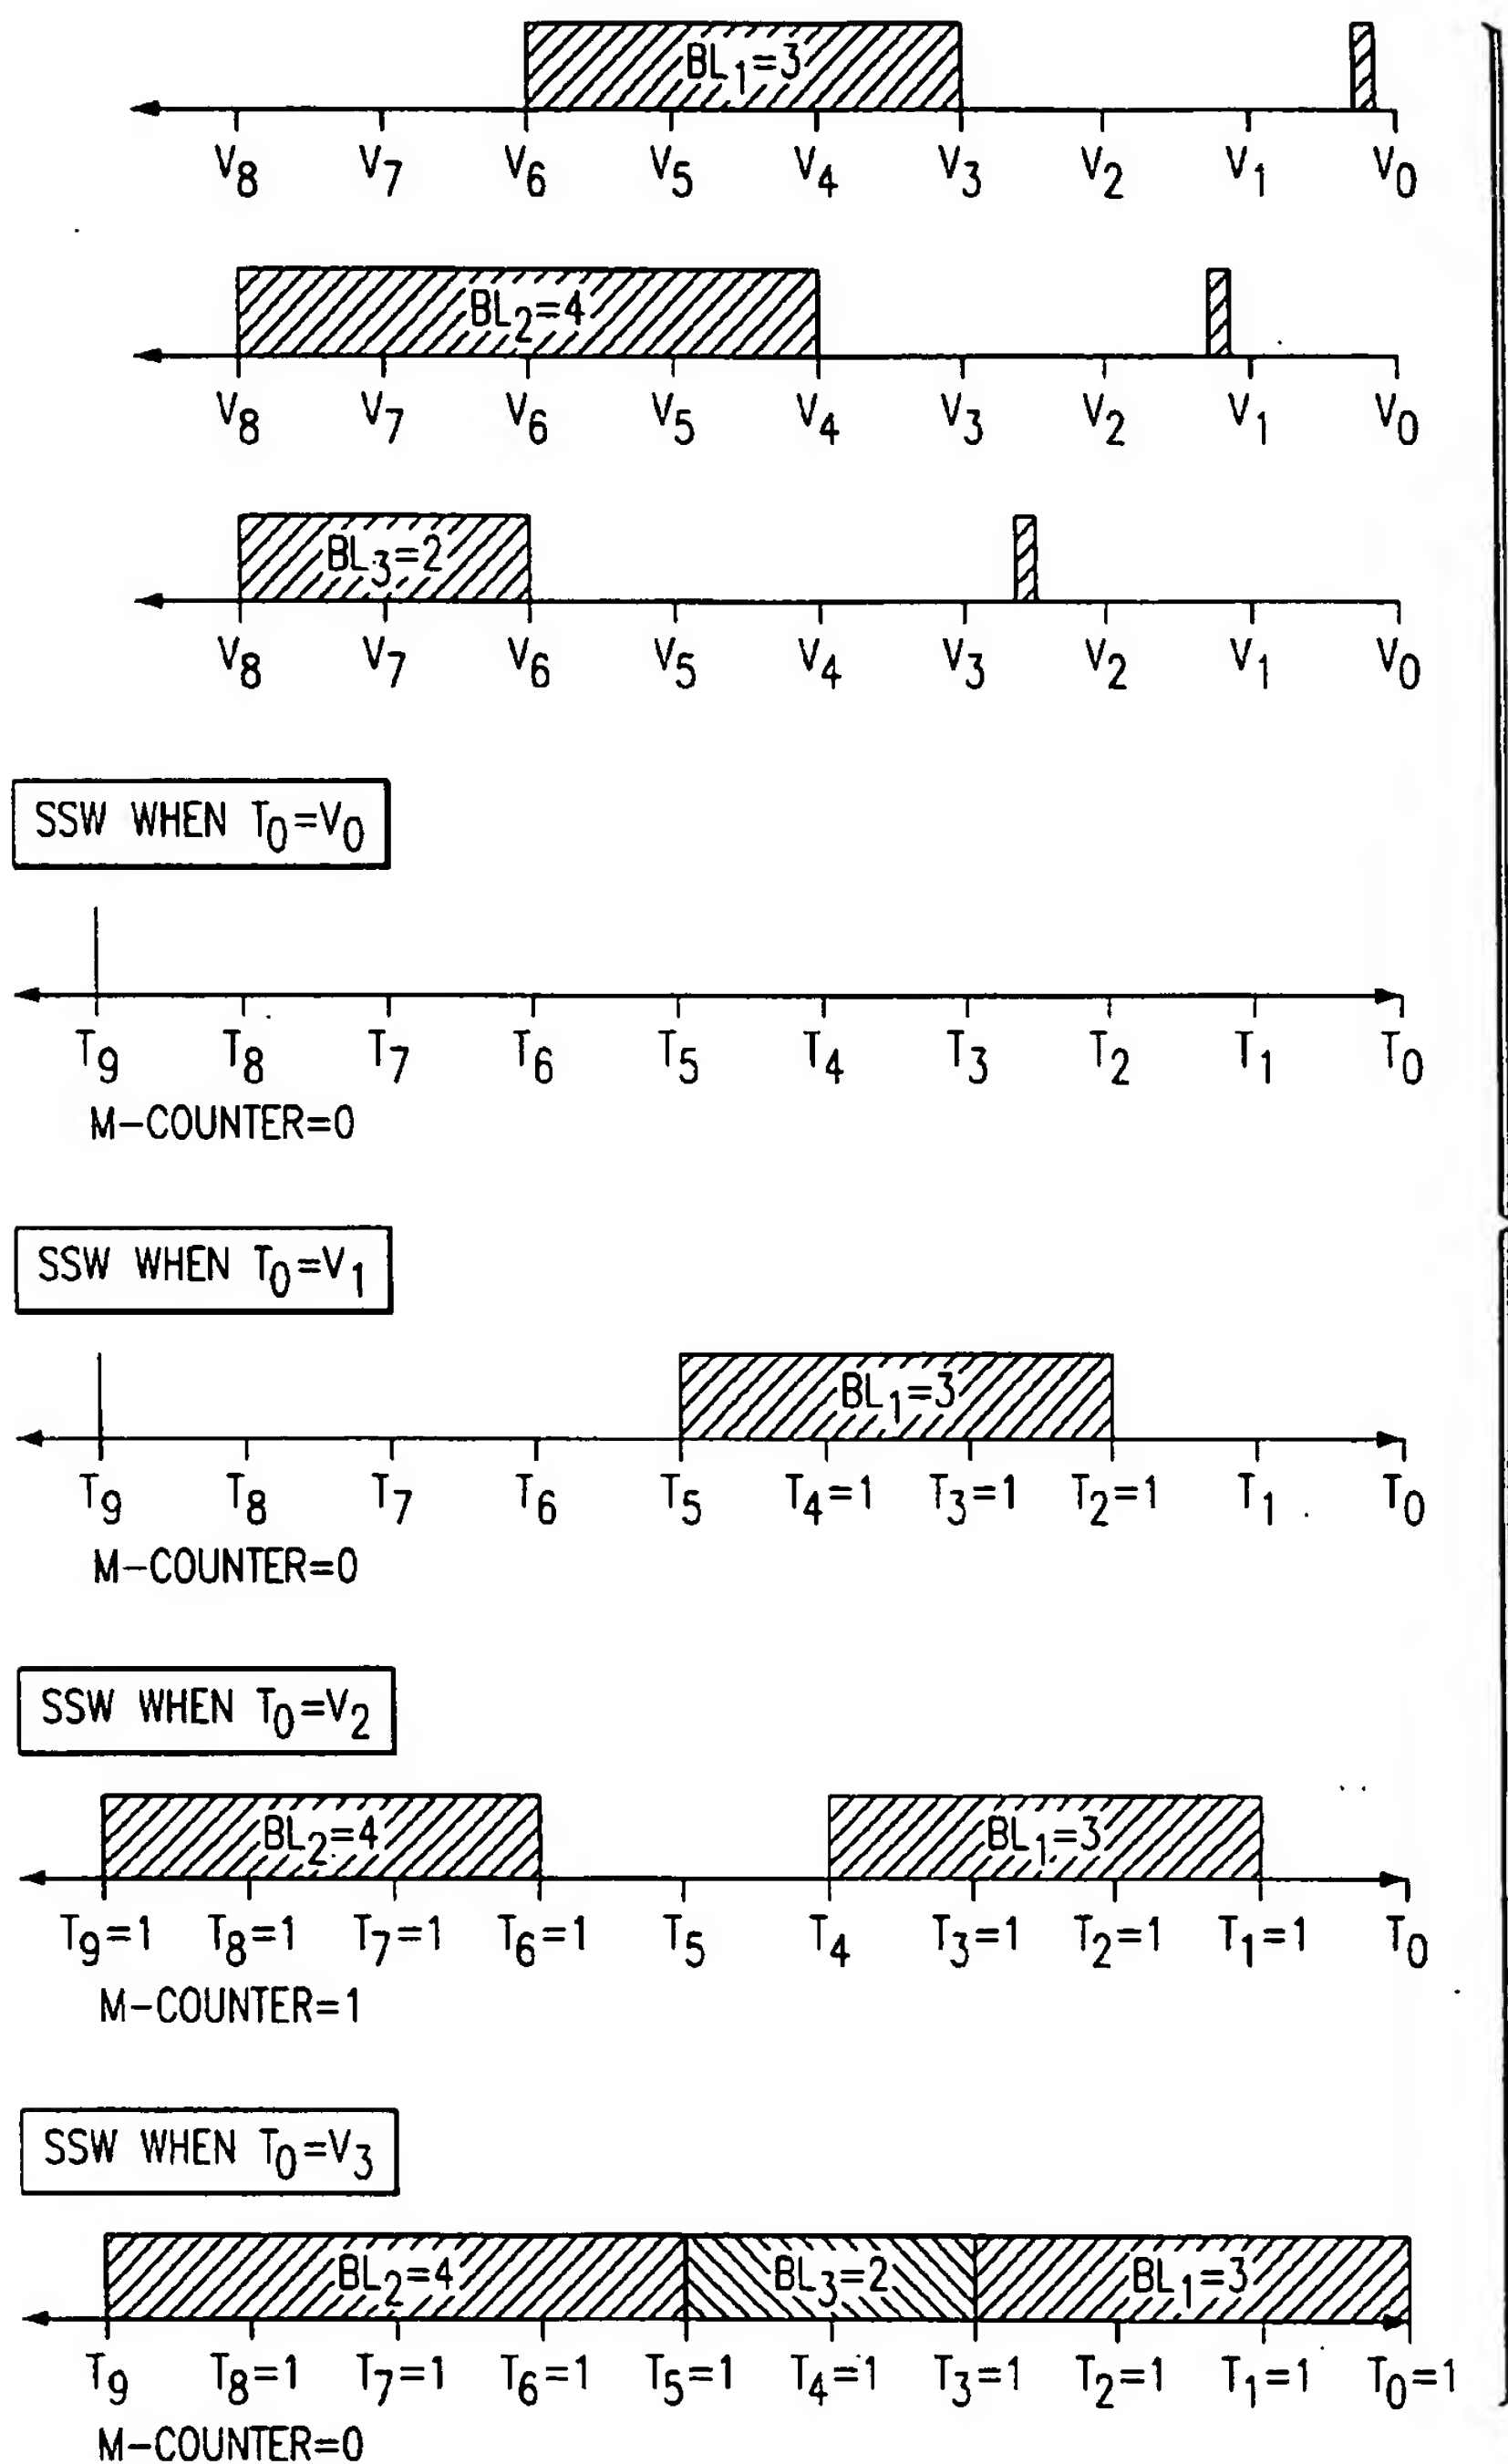 BL₁=3
V₈ V₇ V₆ V₅ V₄ V₃ V₂ V₁ V₀
BL₂=4
V₈ V₇ V₆ V₅ V₄ V₃ V₂ V₁ V₀
BL₃=2
V₈ V₇ V₆ V₅ V₄ V₃ V₂ V₁ V₀
SSW WHEN T₀=V₀
T₉ T₈ T₇ T₆ T₅ T₄ T₃ T₂ T₁ T₀
M-COUNTER=0
SSW WHEN T₀=V₁
BL₁=3
T₉ T₈ T₇ T₆ T₅ T₄=1 T₃=1 T₂=1 T₁ T₀
M-COUNTER=0
SSW WHEN T₀=V₂
BL₂=4 BL₁=3
T₉=1 T₈=1 T₇=1 T₆=1 T₅ T₄ T₃=1 T₂=1 T₁=1 T₀
M-COUNTER=1
SSW WHEN T₀=V₃
BL₂=4 BL₃=2 BL₁=3
T₉ T₈=1 T₇=1 T₆=1 T₅=1 T₄=1 T₃=1 T₂=1 T₁=1 T₀=1
M-COUNTER=0